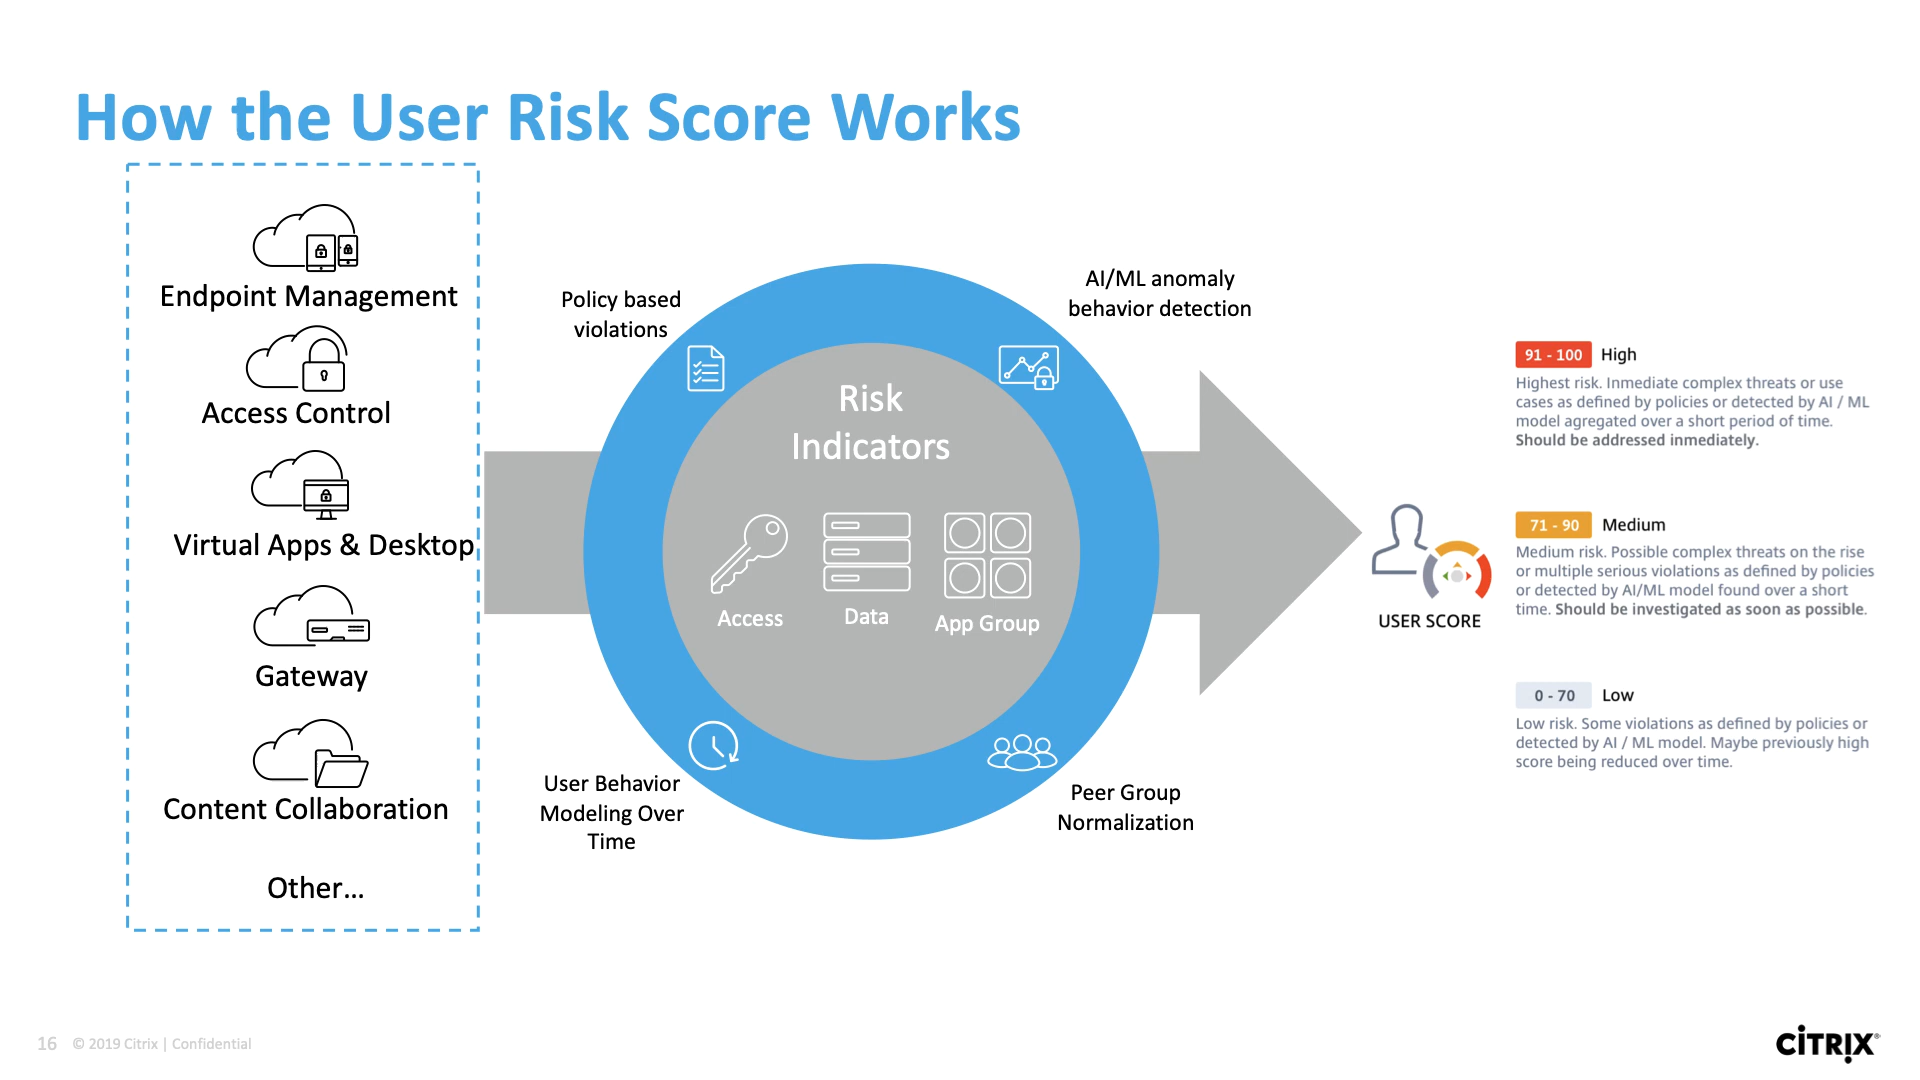 How the User Risk Score Works
Endpoint Management
Access Control
Virtual Apps & Desktop
Gateway
Content Collaboration
Other...
Policy based
violations
AI/ML anomaly
behavior detection
Risk
Indicators
Access
Data
App Group
User Behavior
Modeling Over
Time
Peer Group
Normalization
USER SCORE
91 - 100 High
Highest risk. Inmediate complex threats or use
cases as defined by policies or detected by AI / ML
model agregated over a short period of time.
Should be addressed inmediately.
71 - 90 Medium
Medium risk. Possible complex threats on the rise
or multiple serious violations as defined by policies
or detected by AI/ML model found over a short
time. Should be investigated as soon as possible.
0 - 70 Low
Low risk. Some violations as defined by policies or
detected by AI / ML model. Maybe previously high
score being reduced over time.
16 © 2019 Citrix | Confidential
CITRIX®